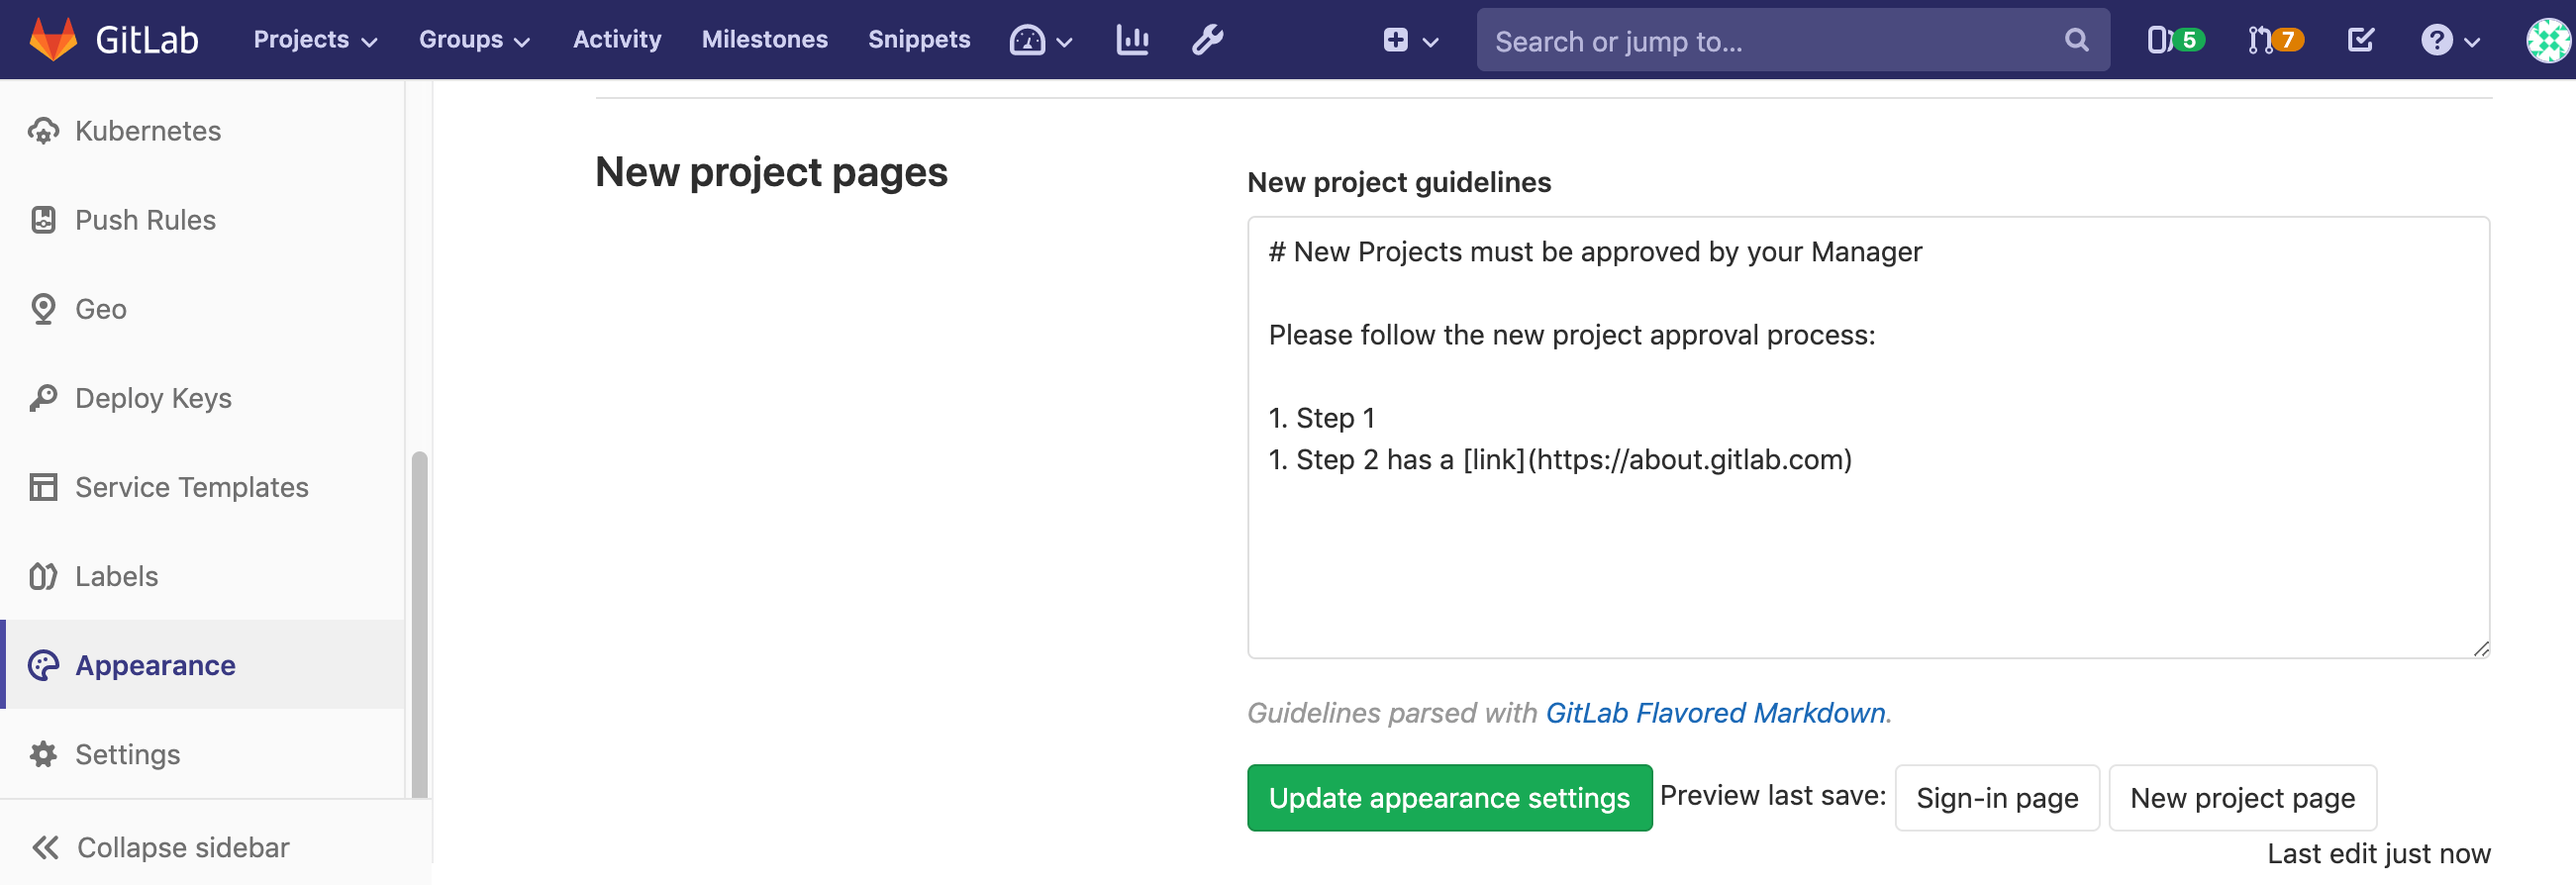 GitLab Projects Groups Activity Milestones Snippets Search or jump to... 5 7
Kubernetes
Push Rules
Geo
Deploy Keys
Service Templates
Labels
Appearance
Settings
Collapse sidebar
New project pages
New project guidelines
# New Projects must be approved by your Manager
Please follow the new project approval process:
1. Step 1
1. Step 2 has a [link](https://about.gitlab.com)
Guidelines parsed with GitLab Flavored Markdown.
Update appearance settings Preview last save: Sign-in page New project page
Last edit just now